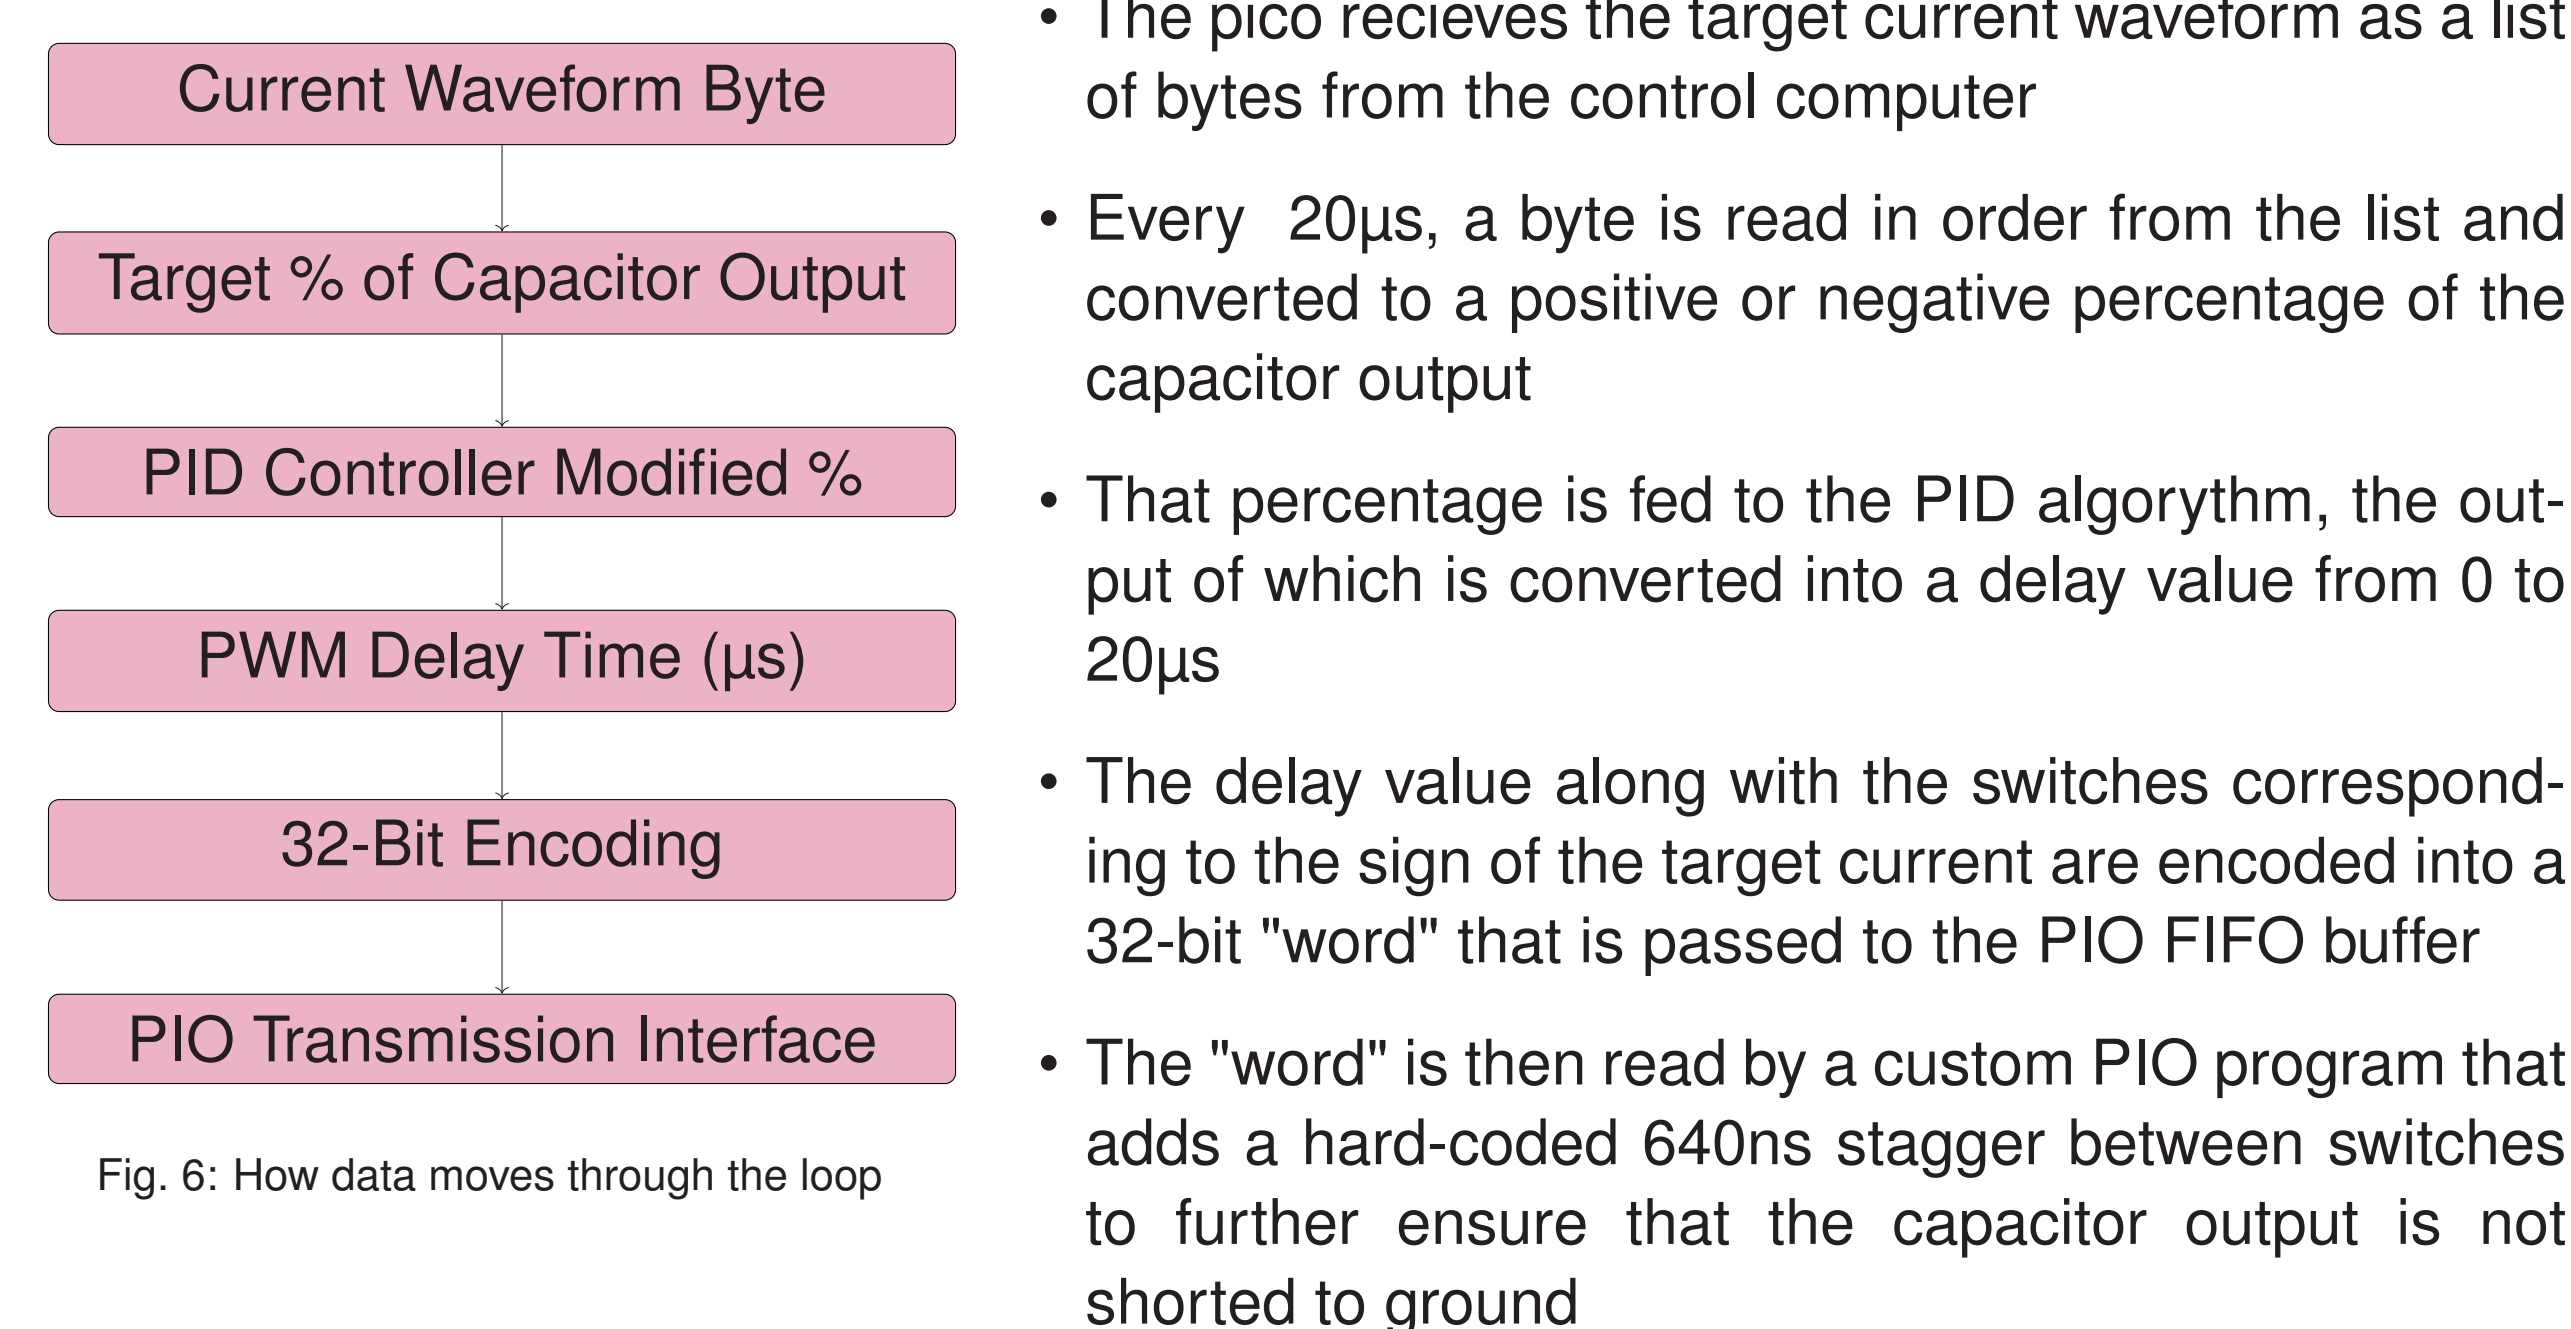 Current Waveform Byte
Target % of Capacitor Output
PID Controller Modified %
PWM Delay Time (µs)
32-Bit Encoding
PIO Transmission Interface
Fig. 6: How data moves through the loop
• The pico recieves the target current waveform as a list
of bytes from the control computer
• Every 20µs, a byte is read in order from the list and
converted to a positive or negative percentage of the
capacitor output
• That percentage is fed to the PID algorythm, the out-
put of which is converted into a delay value from 0 to
20µs
• The delay value along with the switches correspond-
ing to the sign of the target current are encoded into a
32-bit "word" that is passed to the PIO FIFO buffer
• The "word" is then read by a custom PIO program that
adds a hard-coded 640ns stagger between switches
to further ensure that the capacitor output is not
shorted to ground